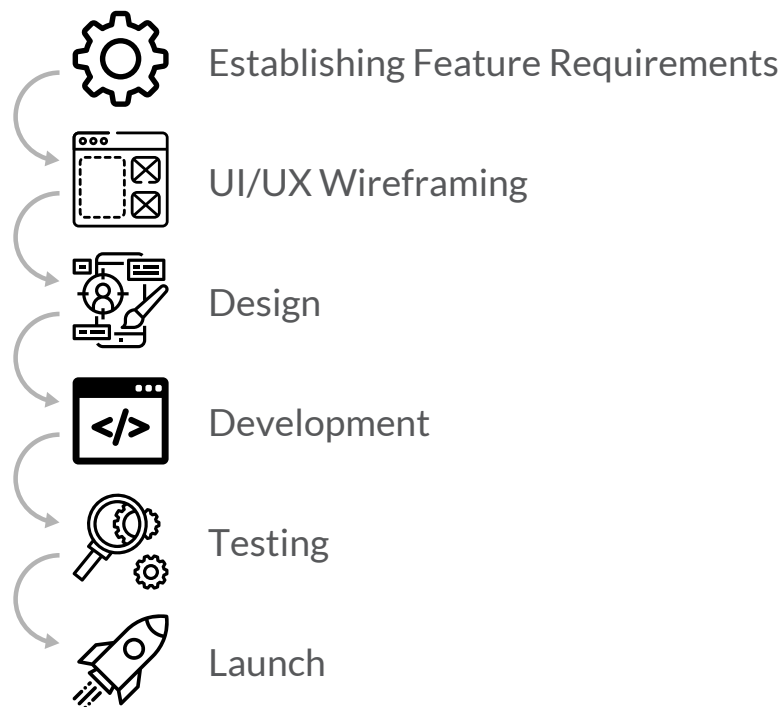 Establishing Feature Requirements
UI/UX Wireframing
Design
</>
Development
Testing
Launch